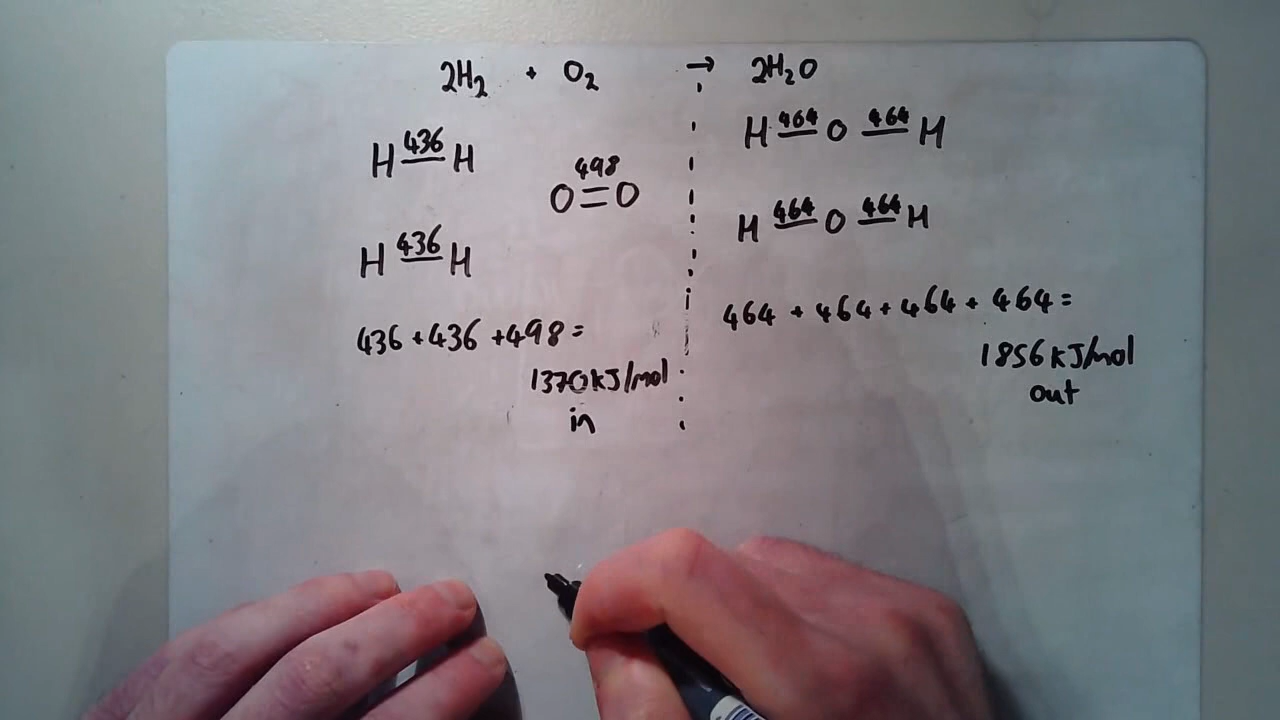 2H₂ + O₂ → 2H₂O
H 436 H
O = O 498
H 464 O 464 H
H 436 H
H 464 O 464 H
436 + 436 + 498 =
1370 kJ/mol
in
464 + 464 + 464 + 464 =
1856 kJ/mol
out